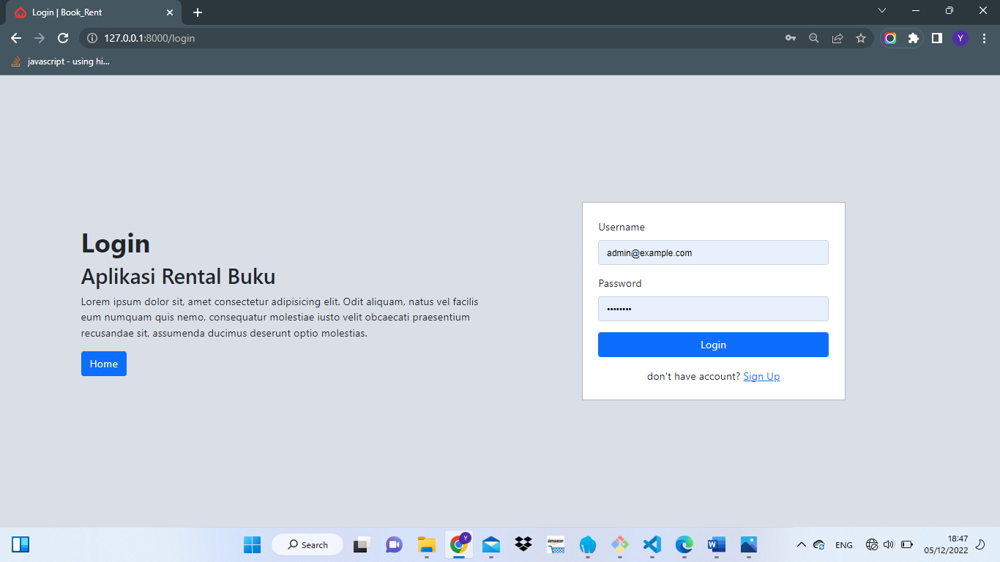 Login | Book_Rent
127.0.0.1:8000/login
Y
javascript - using hi...
Login
Aplikasi Rental Buku
Lorem ipsum dolor sit, amet consectetur adipisicing elit. Odit aliquam, natus vel facilis
eum numquam quis nemo, consequatur molestiae iusto velit obcaecati praesentium
recusandae sit, assumenda ducimus deserunt optio molestias.
Home
Username
admin@example.com
Password
••••••••
Login
don't have account? Sign Up
Search
Y
amazon
W
ENG
18:47
05/12/2022